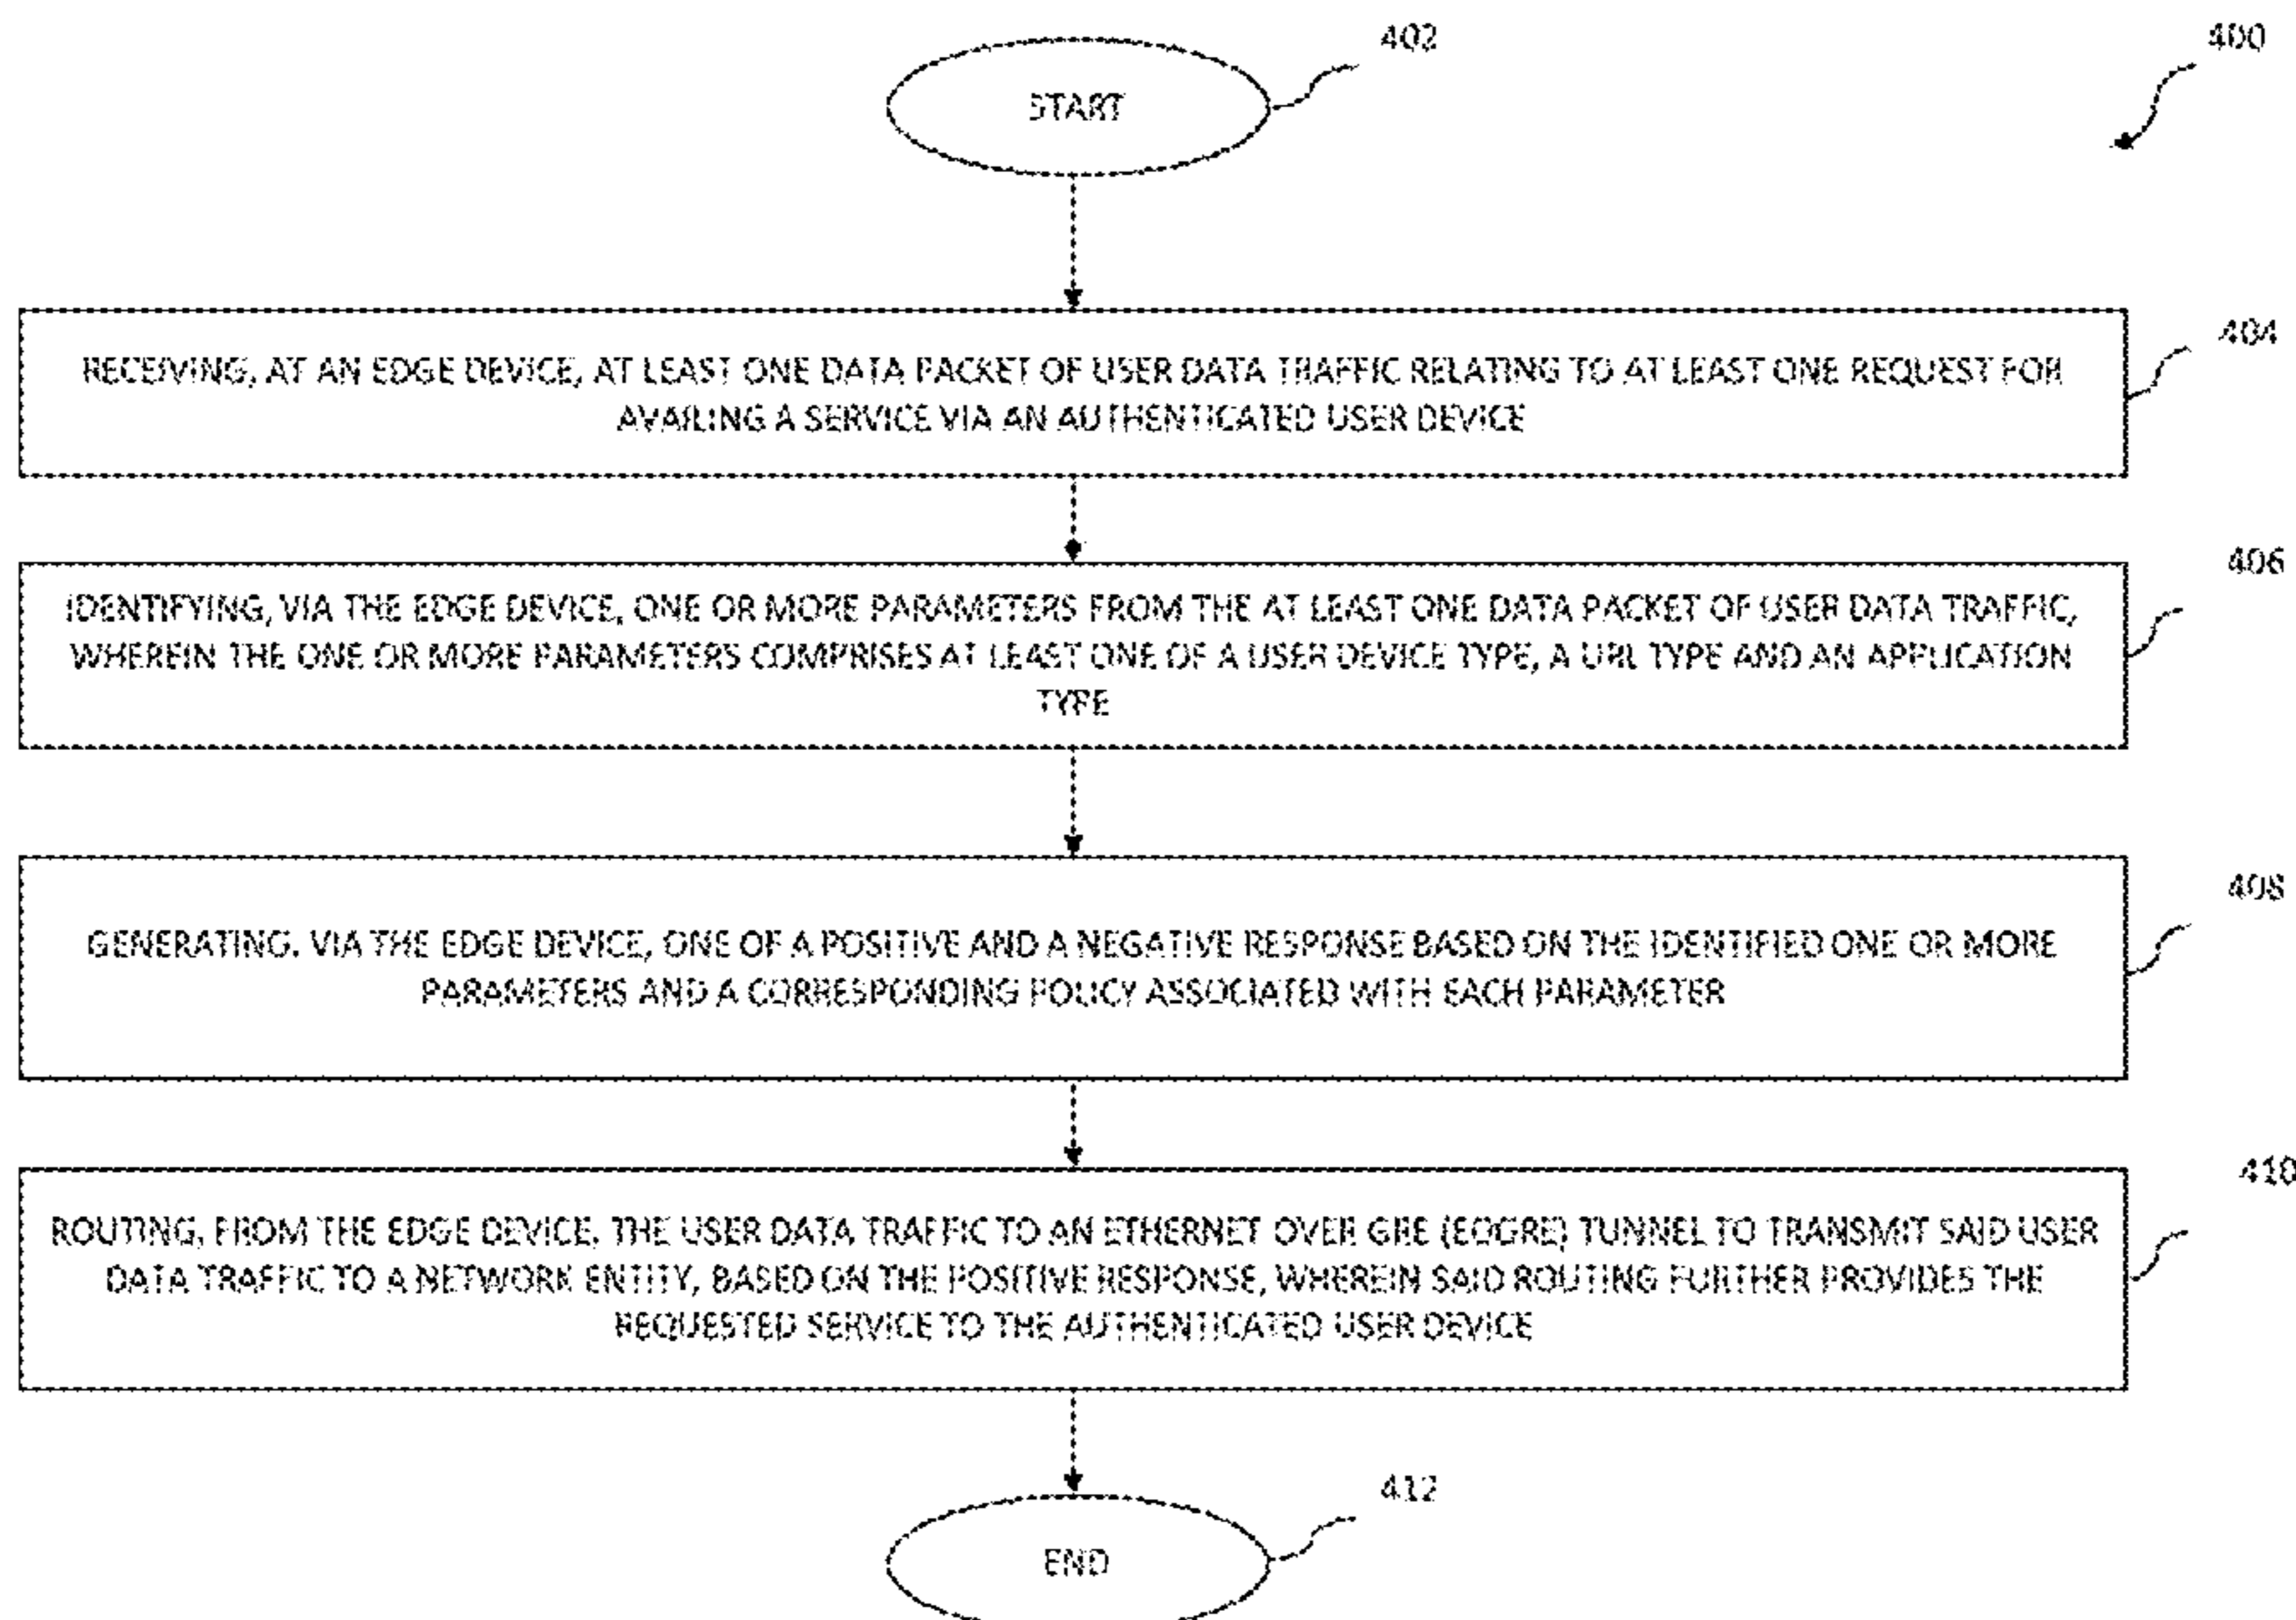 402
400
START
404
RECEIVING, AT AN EDGE DEVICE, AT LEAST ONE DATA PACKET OF USER DATA TRAFFIC RELATING TO AT LEAST ONE REQUEST FOR
AVAILING A SERVICE VIA AN AUTHENTICATED USER DEVICE
406
IDENTIFYING, VIA THE EDGE DEVICE, ONE OR MORE PARAMETERS FROM THE AT LEAST ONE DATA PACKET OF USER DATA TRAFFIC,
WHEREIN THE ONE OR MORE PARAMETERS COMPRISES AT LEAST ONE OF A USER DEVICE TYPE, A URL TYPE AND AN APPLICATION
TYPE
408
GENERATING, VIA THE EDGE DEVICE, ONE OF A POSITIVE AND A NEGATIVE RESPONSE BASED ON THE IDENTIFIED ONE OR MORE
PARAMETERS AND A CORRESPONDING POLICY ASSOCIATED WITH EACH PARAMETER
410
ROUTING, FROM THE EDGE DEVICE, THE USER DATA TRAFFIC TO AN ETHERNET OVER GRE (EOGRE) TUNNEL TO TRANSMIT SAID USER
DATA TRAFFIC TO A NETWORK ENTITY, BASED ON THE POSITIVE RESPONSE, WHEREIN SAID ROUTING FURTHER PROVIDES THE
REQUESTED SERVICE TO THE AUTHENTICATED USER DEVICE
412
END